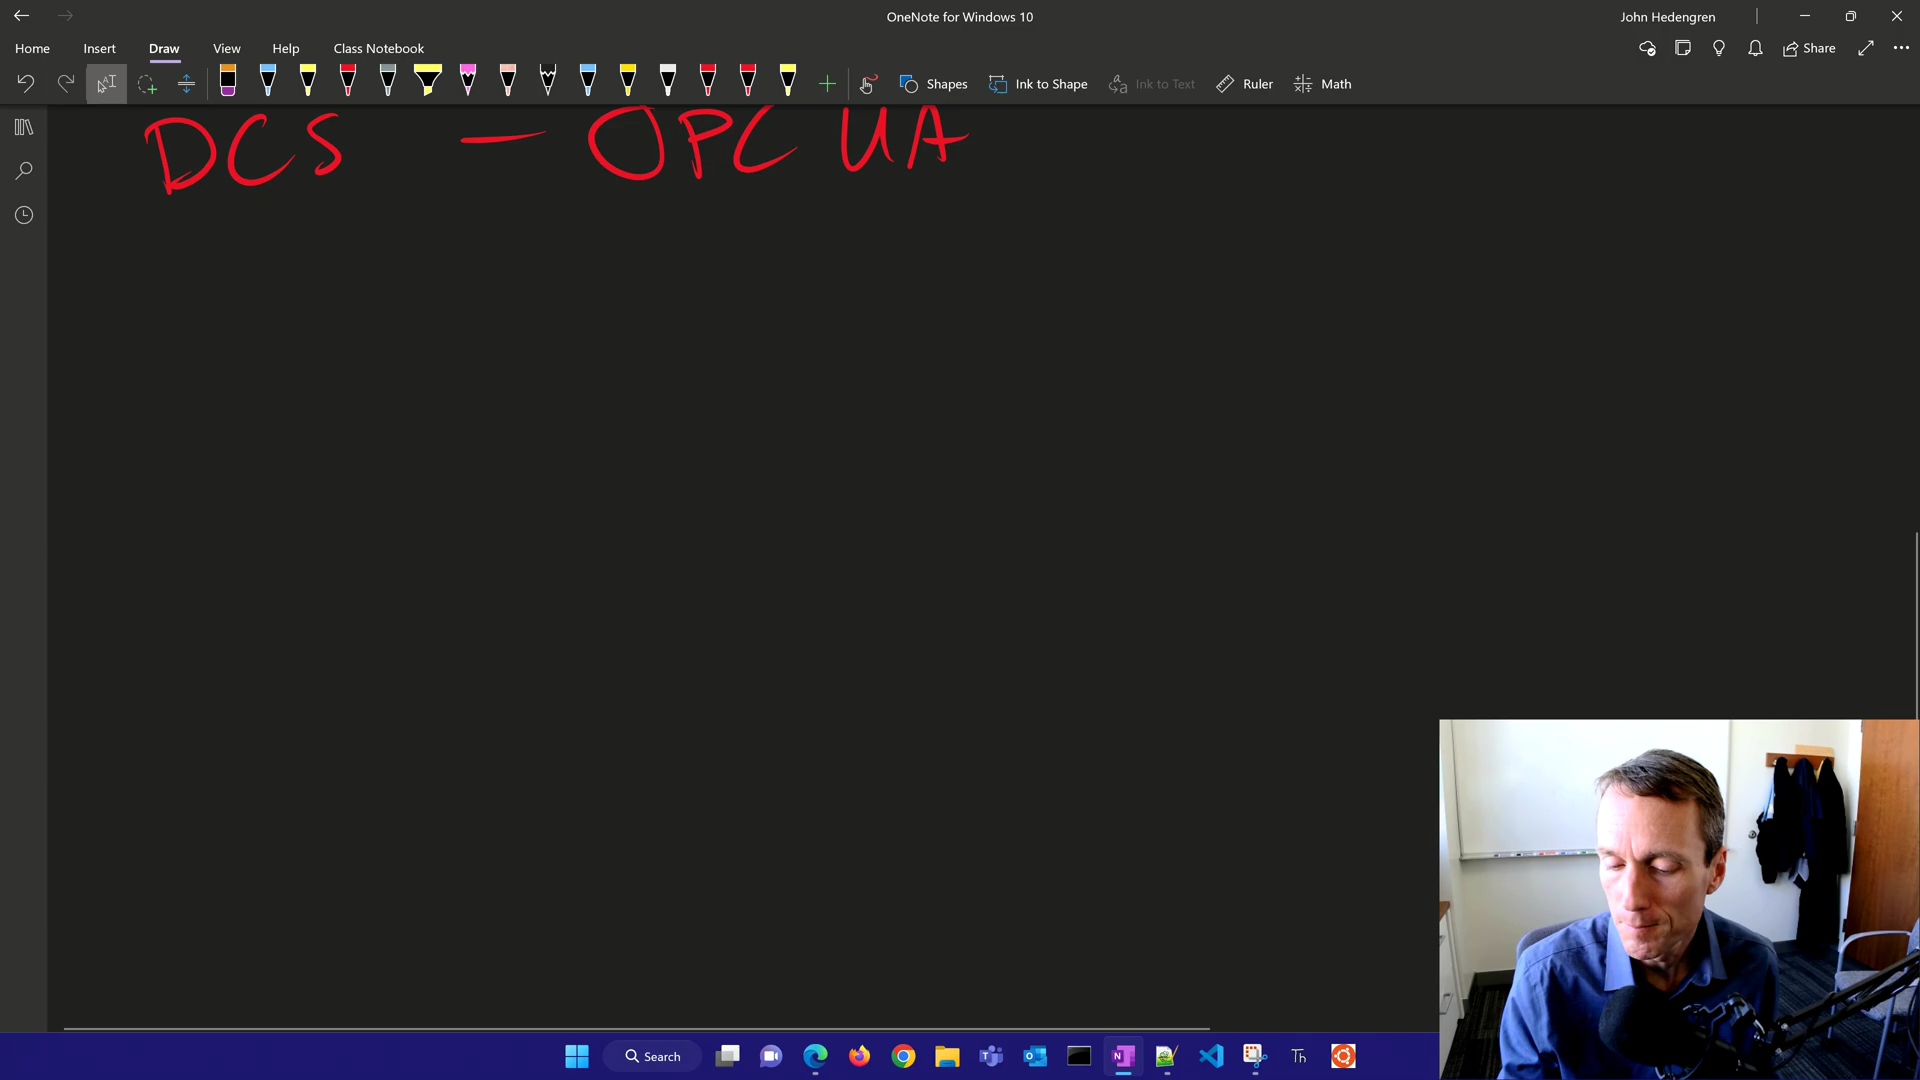 OneNote for Windows 10
John Hedengren
Home Insert Draw View Help Class Notebook
Share
Shapes Ink to Shape Ink to Text Ruler Math
DCS — OPC UA
Search
Th